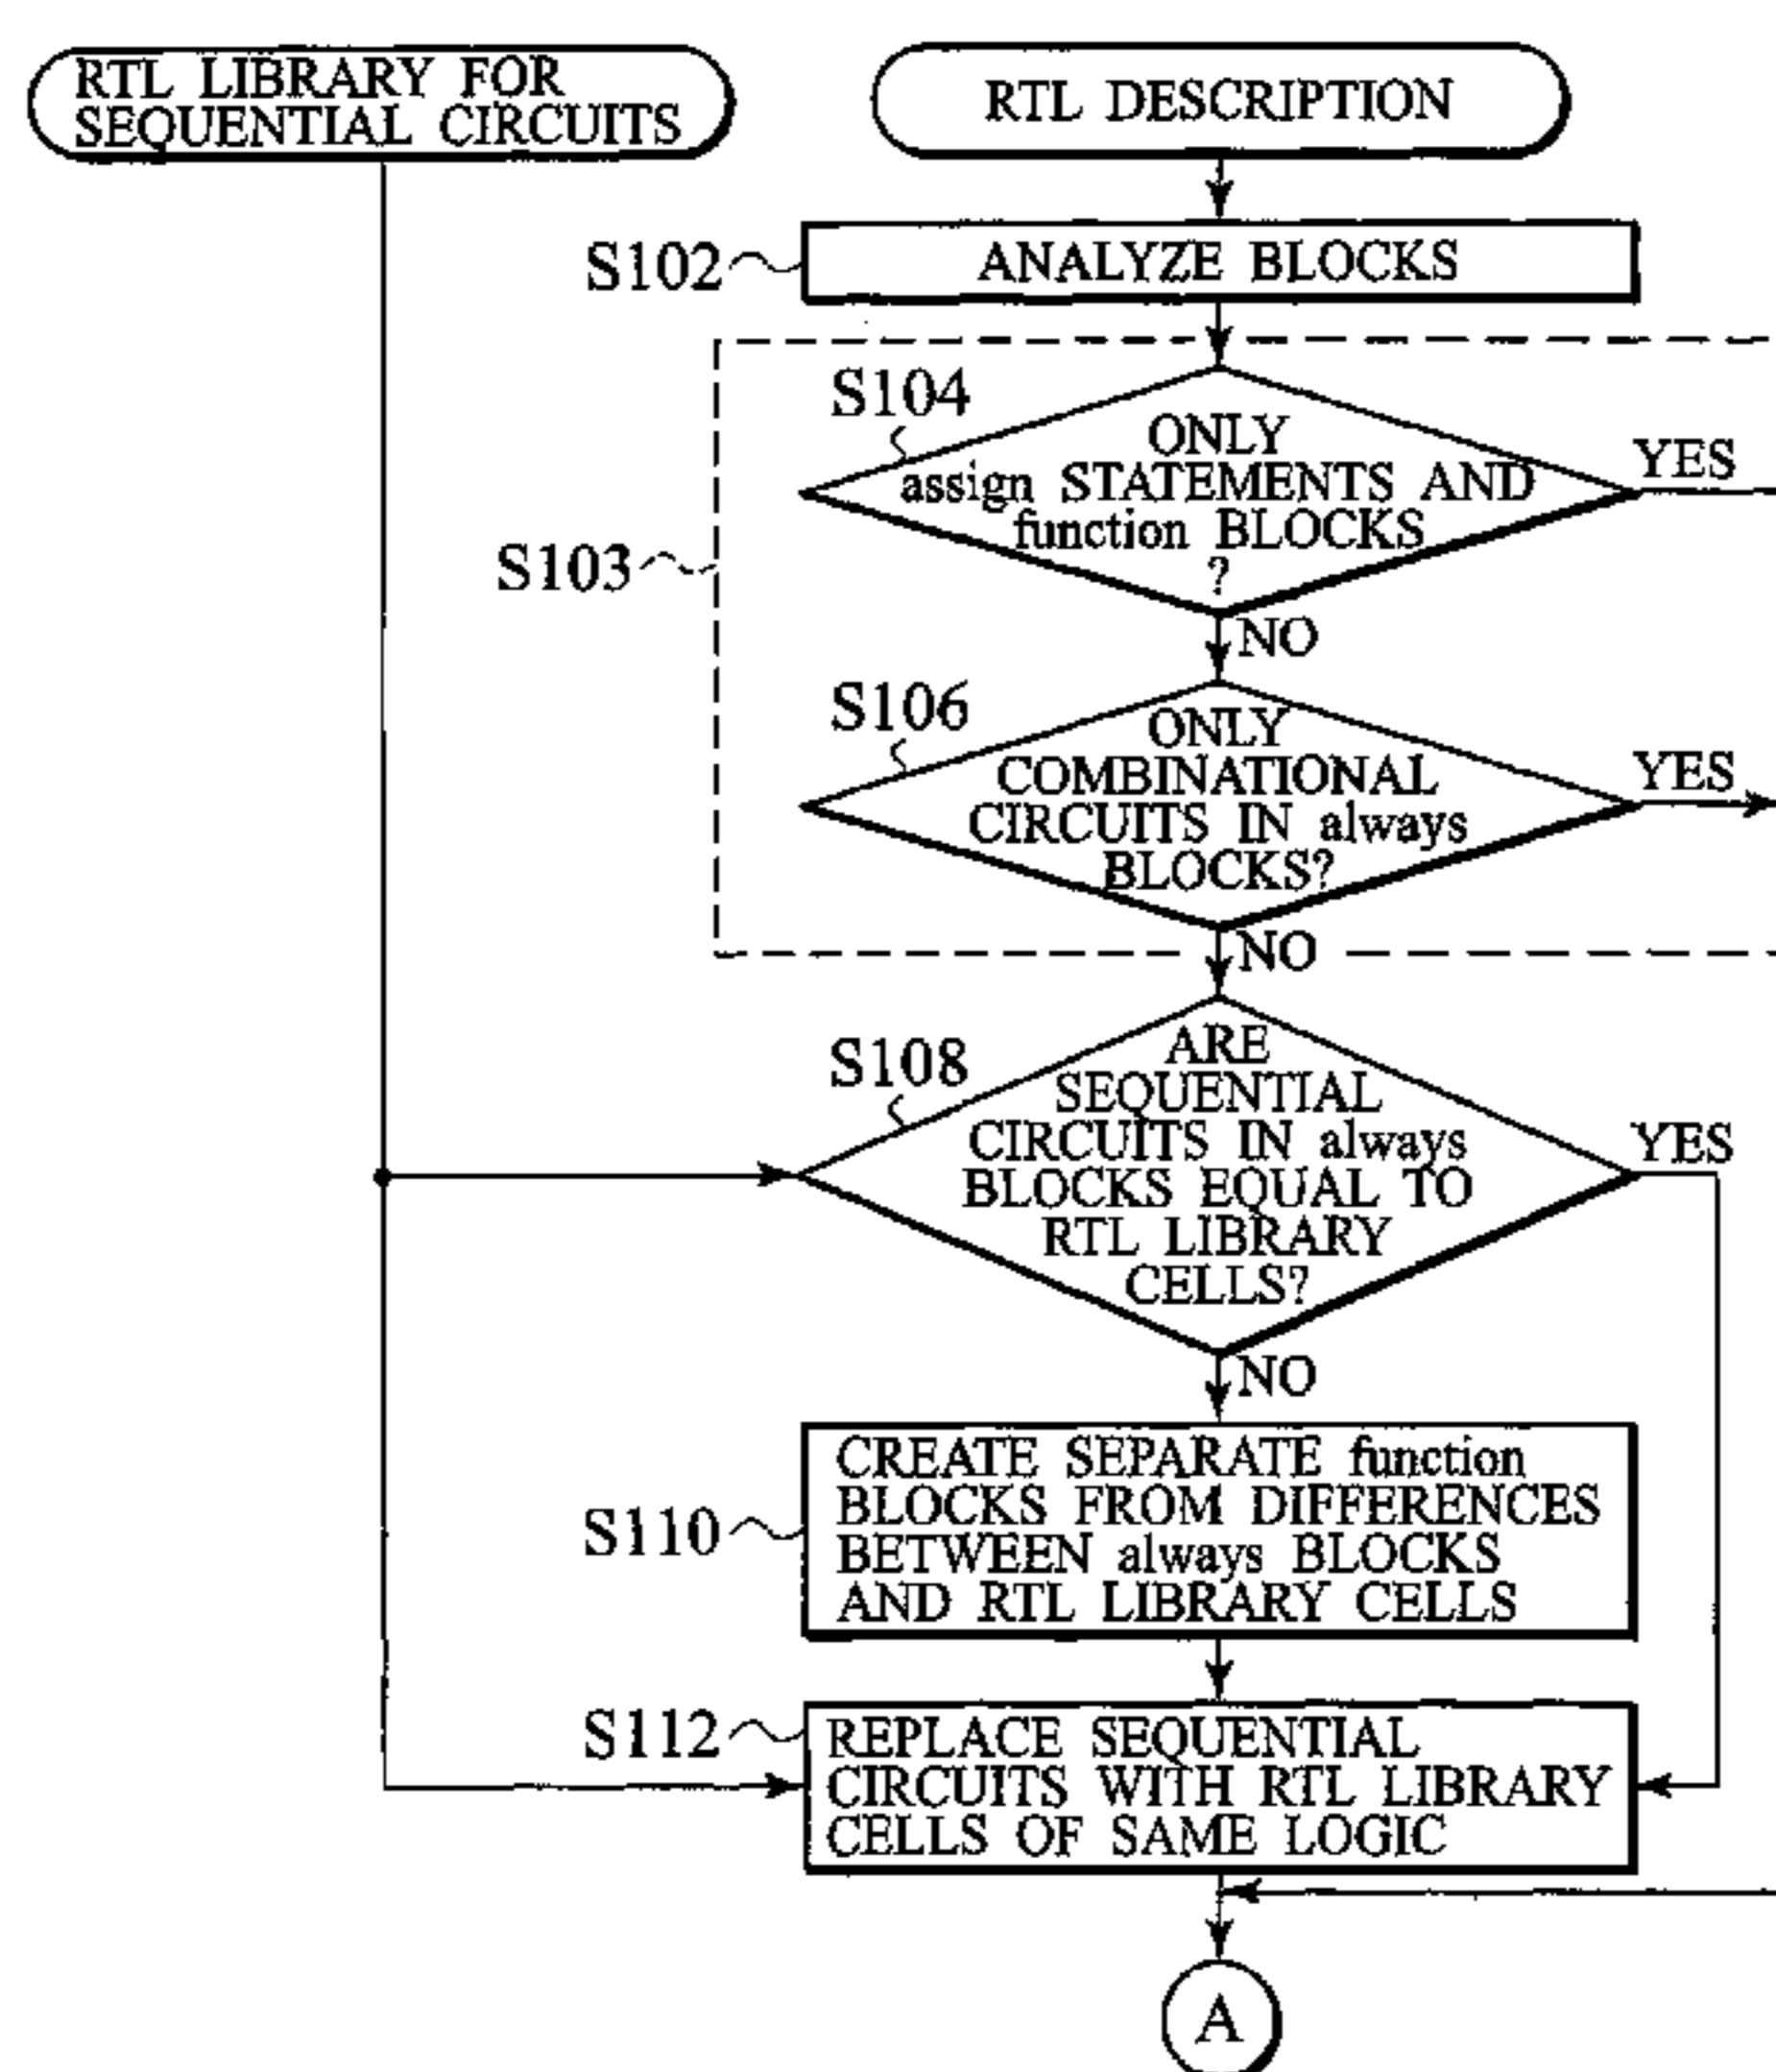 RTL LIBRARY FOR
SEQUENTIAL CIRCUITS
RTL DESCRIPTION
S102
ANALYZE BLOCKS
S103
S104
ONLY
assign STATEMENTS AND
function BLOCKS
?
YES
NO
S106
ONLY
COMBINATIONAL
CIRCUITS IN always
BLOCKS?
YES
NO
S108
ARE
SEQUENTIAL
CIRCUITS IN always
BLOCKS EQUAL TO
RTL LIBRARY
CELLS?
YES
NO
S110
CREATE SEPARATE function
BLOCKS FROM DIFFERENCES
BETWEEN always BLOCKS
AND RTL LIBRARY CELLS
S112
REPLACE SEQUENTIAL
CIRCUITS WITH RTL LIBRARY
CELLS OF SAME LOGIC
A